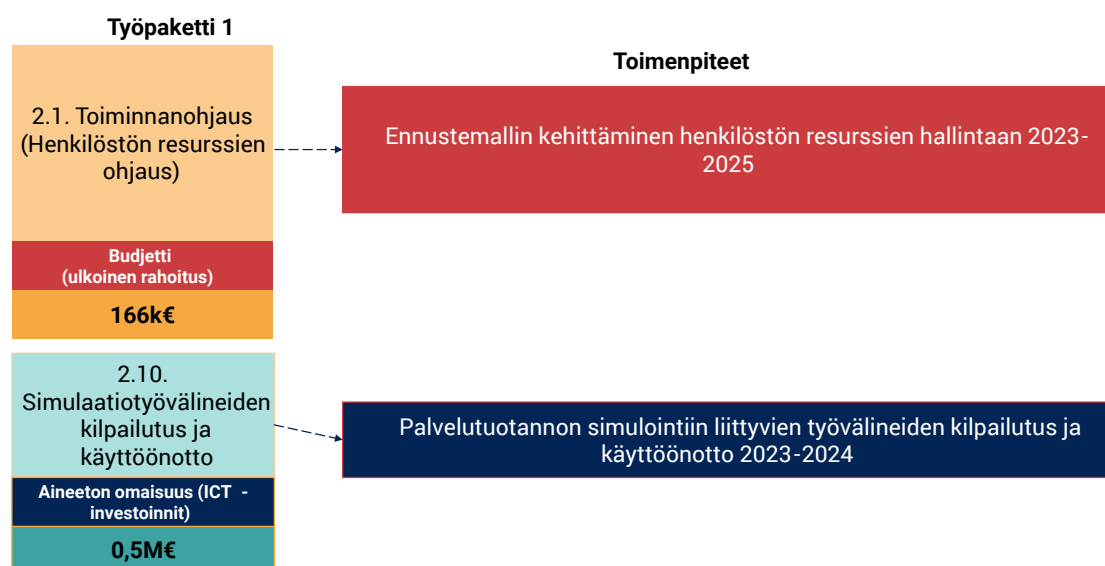 Työpaketti 1
Toimenpiteet
2.1. Toiminnanohjaus
(Henkilöstön resurssien
ohjaus)
Ennustemallin kehittäminen henkilöstön resurssien hallintaan 2023-
2025
Budjetti
(ulkoinen rahoitus)
166k€
2.10.
Simulaatiotyövälineiden
kilpailutus ja
käyttöönotto
Palvelutuotannon simulointiin liittyvien työvälineiden kilpailutus ja
käyttöönotto 2023-2024
Aineeton omaisuus (ICT -
investoinnit)
0,5M€